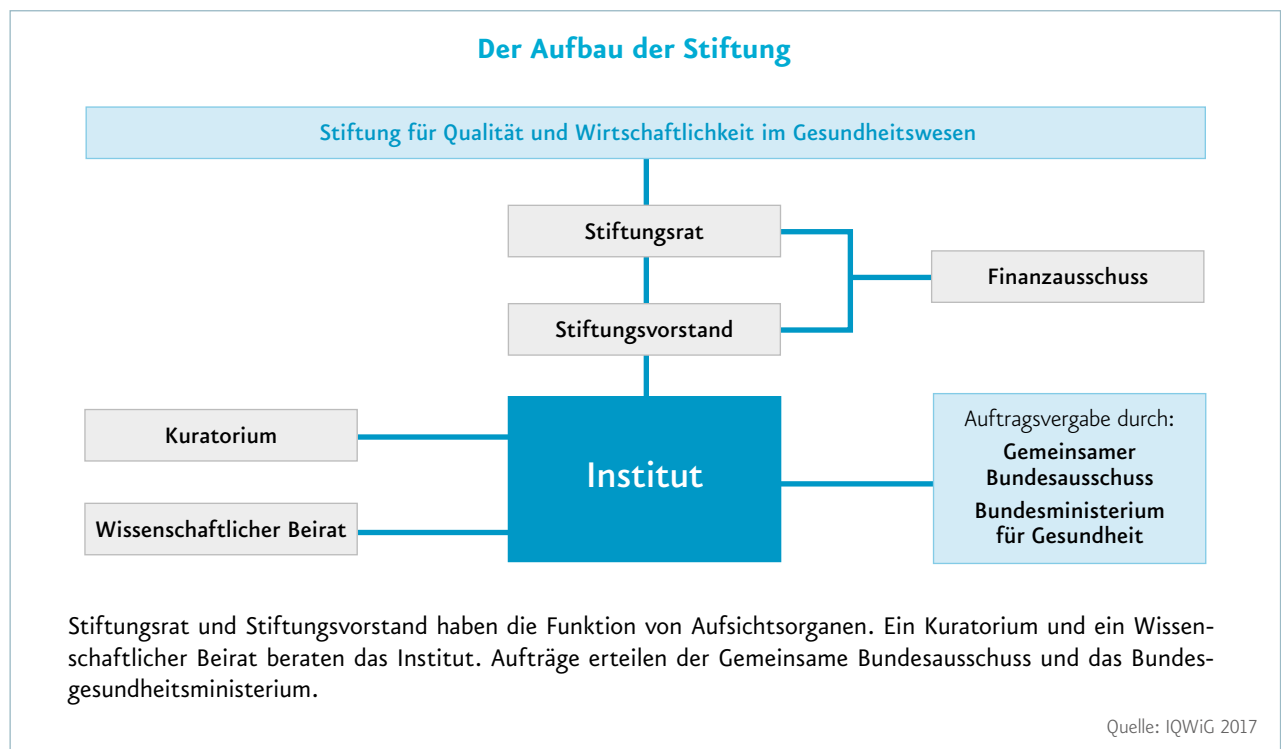 Der Aufbau der Stiftung
Stiftung für Qualität und Wirtschaftlichkeit im Gesundheitswesen
Stiftungsrat
Finanzausschuss
Stiftungsvorstand
Kuratorium
Wissenschaftlicher Beirat
Institut
Auftragsvergabe durch:
Gemeinsamer
Bundesausschuss
Bundesministerium
für Gesundheit
Stiftungsrat und Stiftungsvorstand haben die Funktion von Aufsichtsorganen. Ein Kuratorium und ein Wissen-
schaftlicher Beirat beraten das Institut. Aufträge erteilen der Gemeinsame Bundesausschuss und das Bundes-
gesundheitsministerium.
Quelle: IQWiG 2017